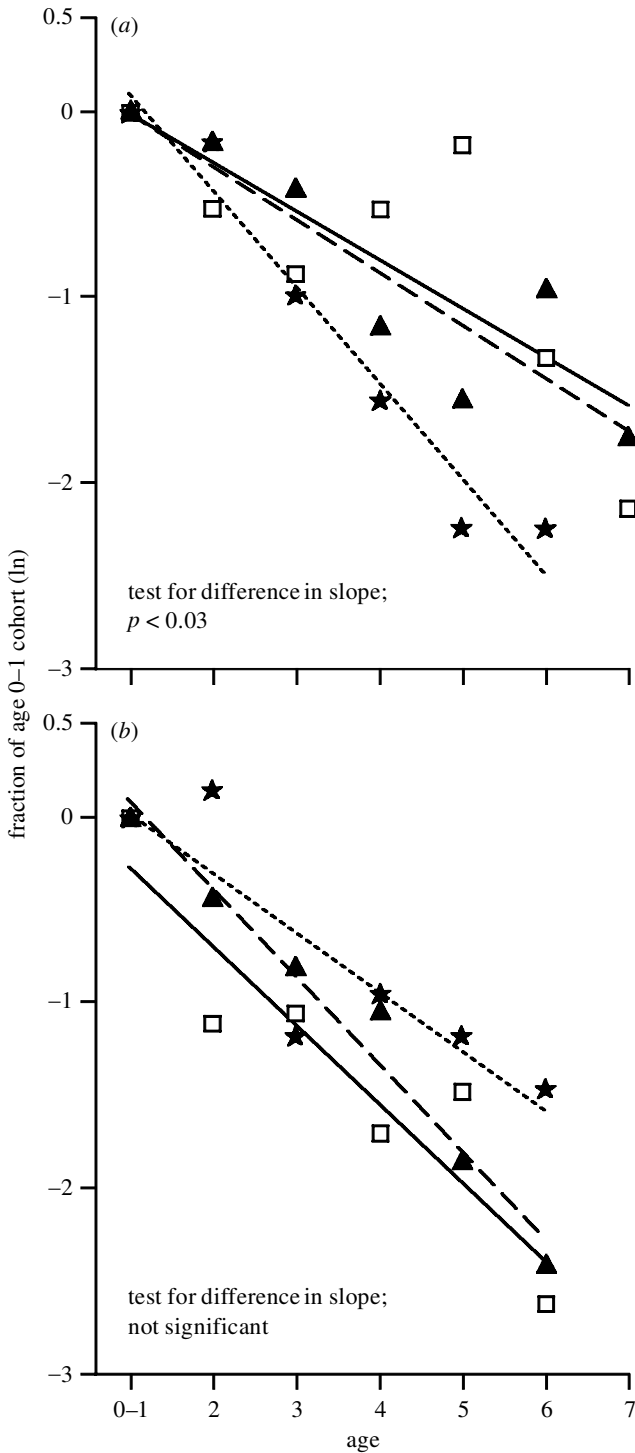 (a)
0.5
0
−1
−2
−3
test for difference in slope;
p < 0.03
fraction of age 0–1 cohort (ln)
(b)
0.5
0
−1
−2
−3
test for difference in slope;
not significant
0–1 2 3 4 5 6 7
age